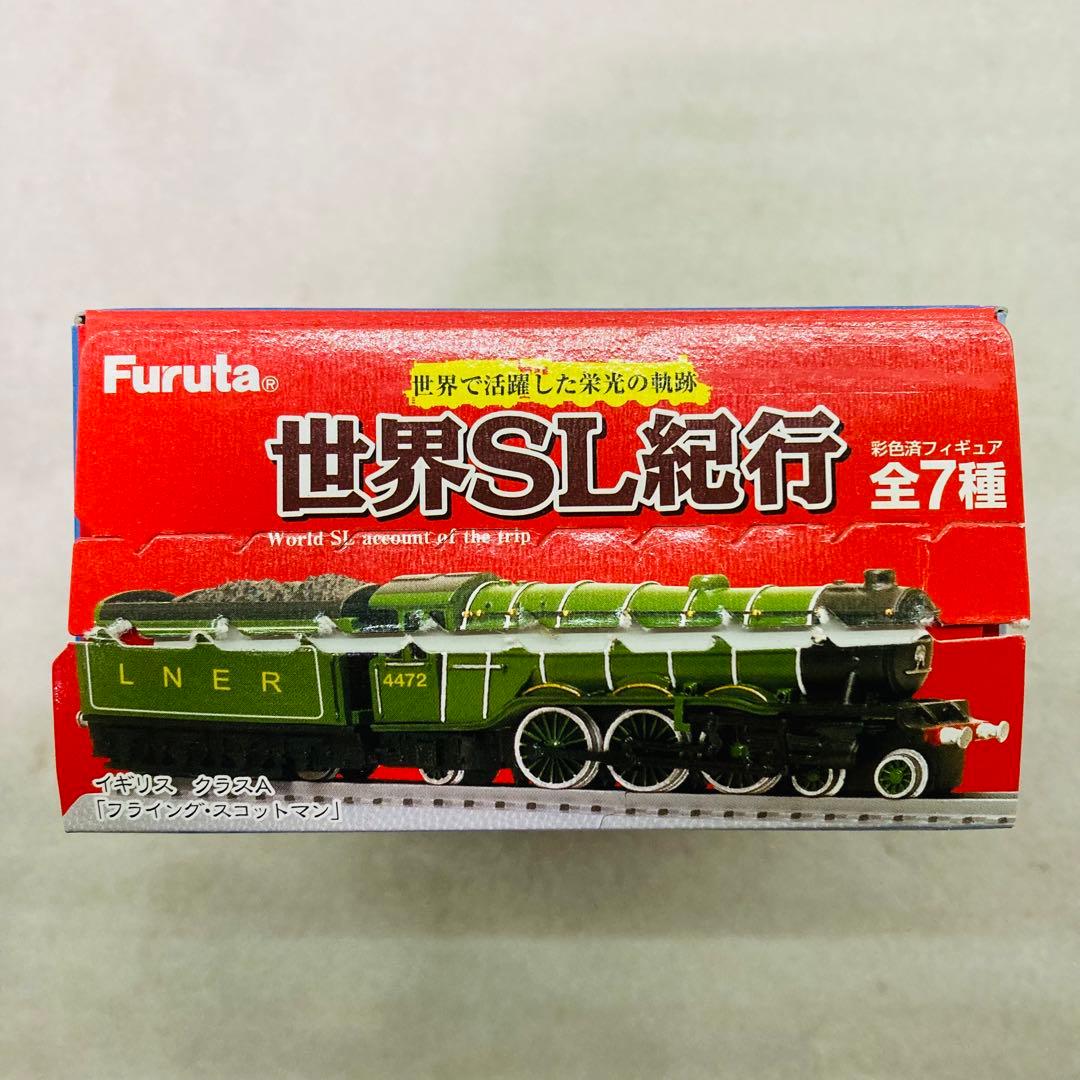 Furuta®
世界で活躍した栄光の軌跡
世界SL紀行
彩色済フィギュア
全7種
World SL account of the trip
LNER
4472
イギリス クラスA
「フライング・スコットマン」